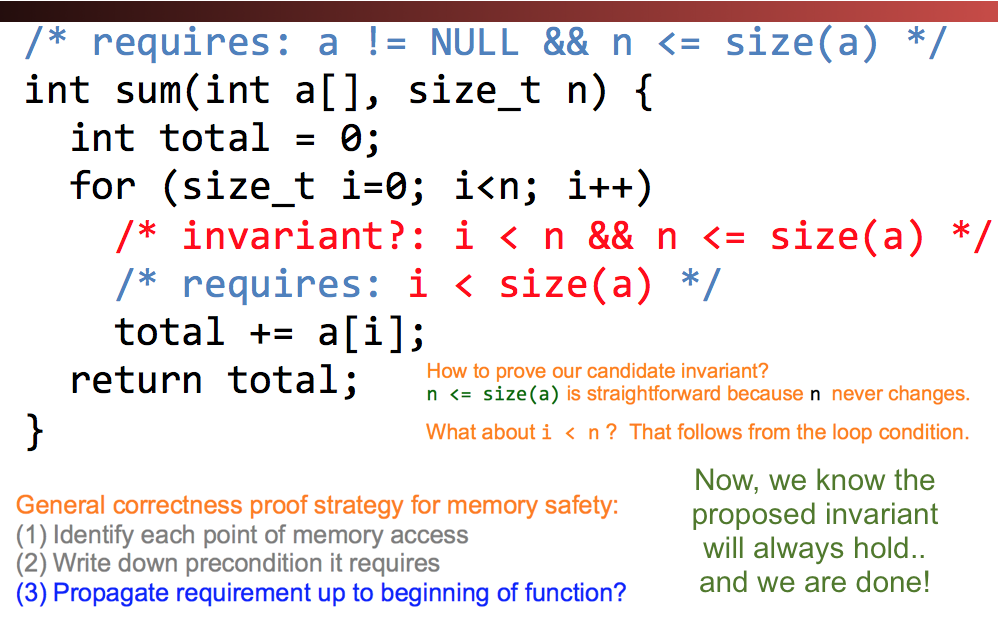 /* requires: a != NULL && n <= size(a) */
int sum(int a[], size_t n) {
  int total = 0;
  for (size_t i=0; i<n; i++)
    /* invariant?: i < n && n <= size(a) */
    /* requires: i < size(a) */
    total += a[i];
  return total;
}
How to prove our candidate invariant?
n <= size(a) is straightforward because n never changes.
What about i < n ? That follows from the loop condition.
General correctness proof strategy for memory safety:
(1) Identify each point of memory access
(2) Write down precondition it requires
(3) Propagate requirement up to beginning of function?
Now, we know the
proposed invariant
will always hold..
and we are done!